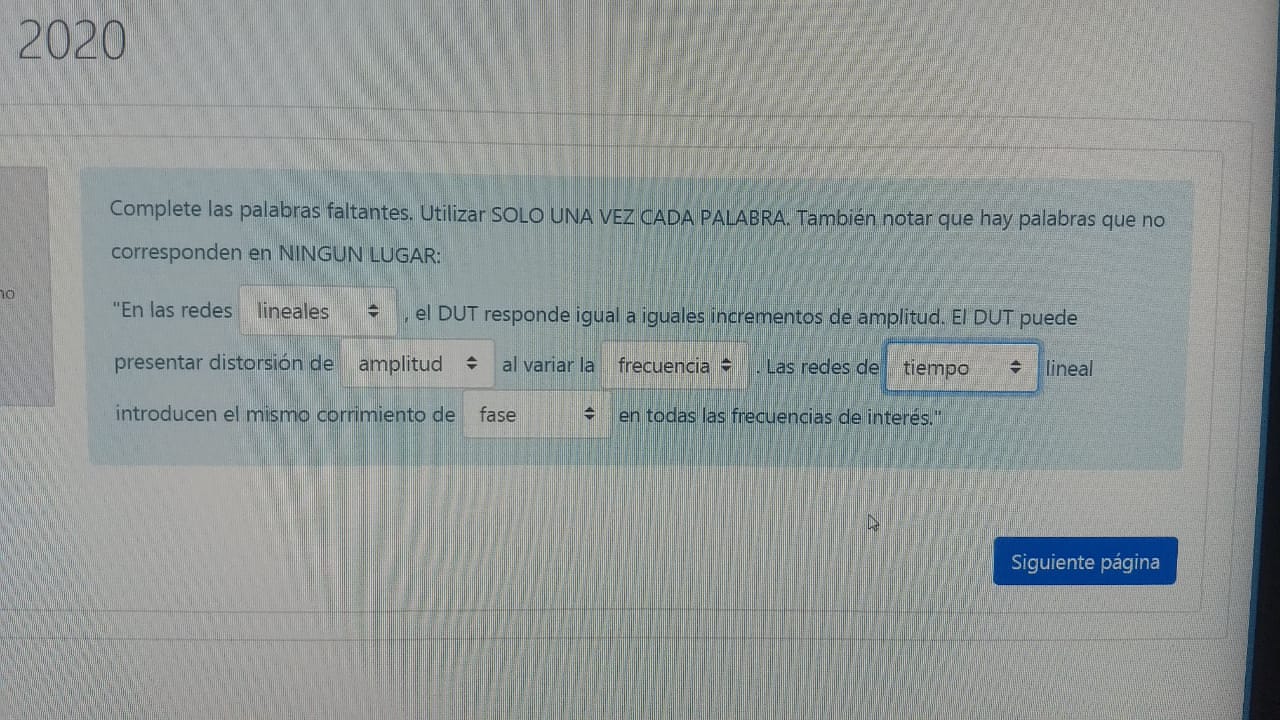 2020
Complete las palabras faltantes. Utilizar SOLO UNA VEZ CADA PALABRA. También notar que hay palabras que no
corresponden en NINGUN LUGAR:
no
"En las redes lineales , el DUT responde igual a iguales incrementos de amplitud. El DUT puede
presentar distorsión de amplitud al variar la frecuencia . Las redes de tiempo lineal
introducen el mismo corrimiento de fase en todas las frecuencias de interés."
Siguiente página